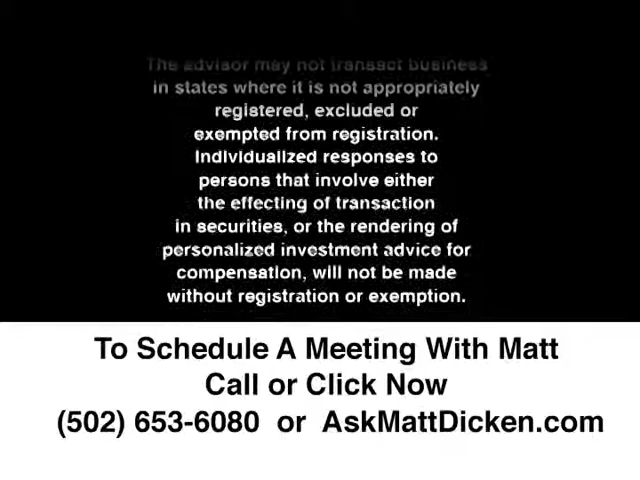 The advisor may not transact business
in states where it is not appropriately
registered, excluded or
exempted from registration.
Individualized responses to
persons that involve either
the effecting of transaction
in securities, or the rendering of
personalized investment advice for
compensation, will not be made
without registration or exemption.
To Schedule A Meeting With Matt
Call or Click Now
(502) 653-6080 or AskMattDicken.com